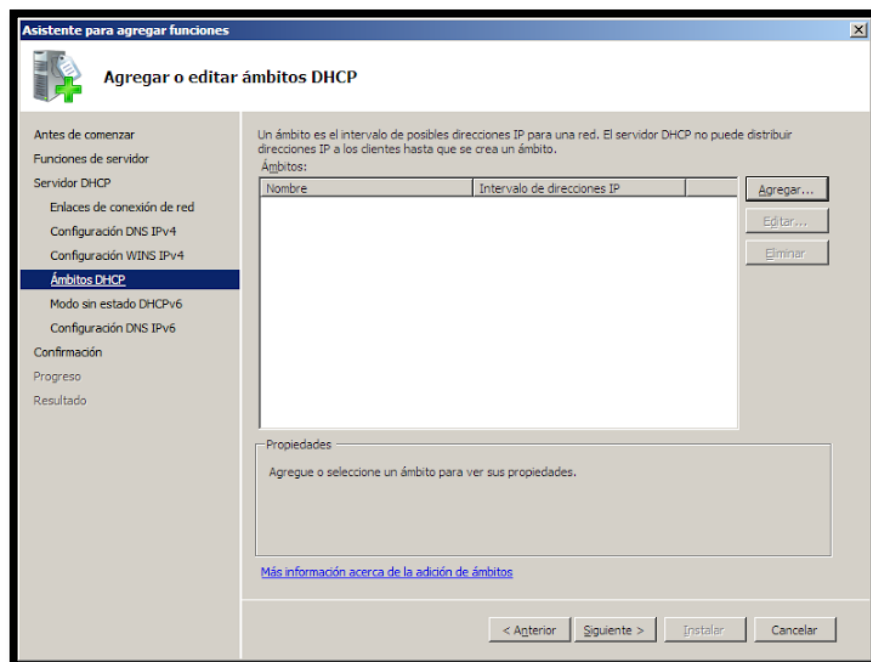 Asistente para agregar funciones
Agregar o editar ámbitos DHCP
Antes de comenzar
Funciones de servidor
Servidor DHCP
Enlaces de conexión de red
Configuración DNS IPv4
Configuración WINS IPv4
Ámbitos DHCP
Modo sin estado DHCPv6
Configuración DNS IPv6
Confirmación
Progreso
Resultado
Un ámbito es el intervalo de posibles direcciones IP para una red. El servidor DHCP no puede distribuir
direcciones IP a los clientes hasta que se crea un ámbito.
Ámbitos:
Nombre Intervalo de direcciones IP
Agregar...
Editar...
Eliminar
Propiedades
Agregue o seleccione un ámbito para ver sus propiedades.
Más información acerca de la adición de ámbitos
< Anterior Siguiente > Instalar Cancelar